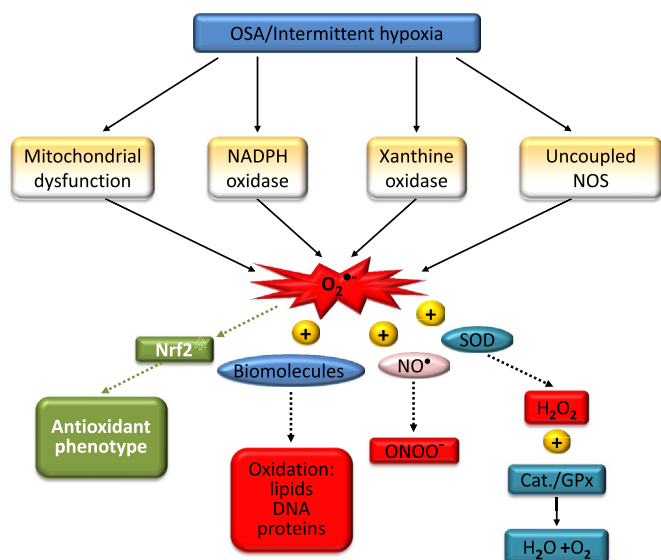 OSA/Intermittent hypoxia
Mitochondrial
dysfunction
NADPH
oxidase
Xanthine
oxidase
Uncoupled
NOS
O₂•-
+
+
+
Nrf2
Biomolecules
NO•
SOD
Antioxidant
phenotype
Oxidation:
lipids
DNA
proteins
ONOO⁻
H₂O₂
+
Cat./GPx
H₂O +O₂